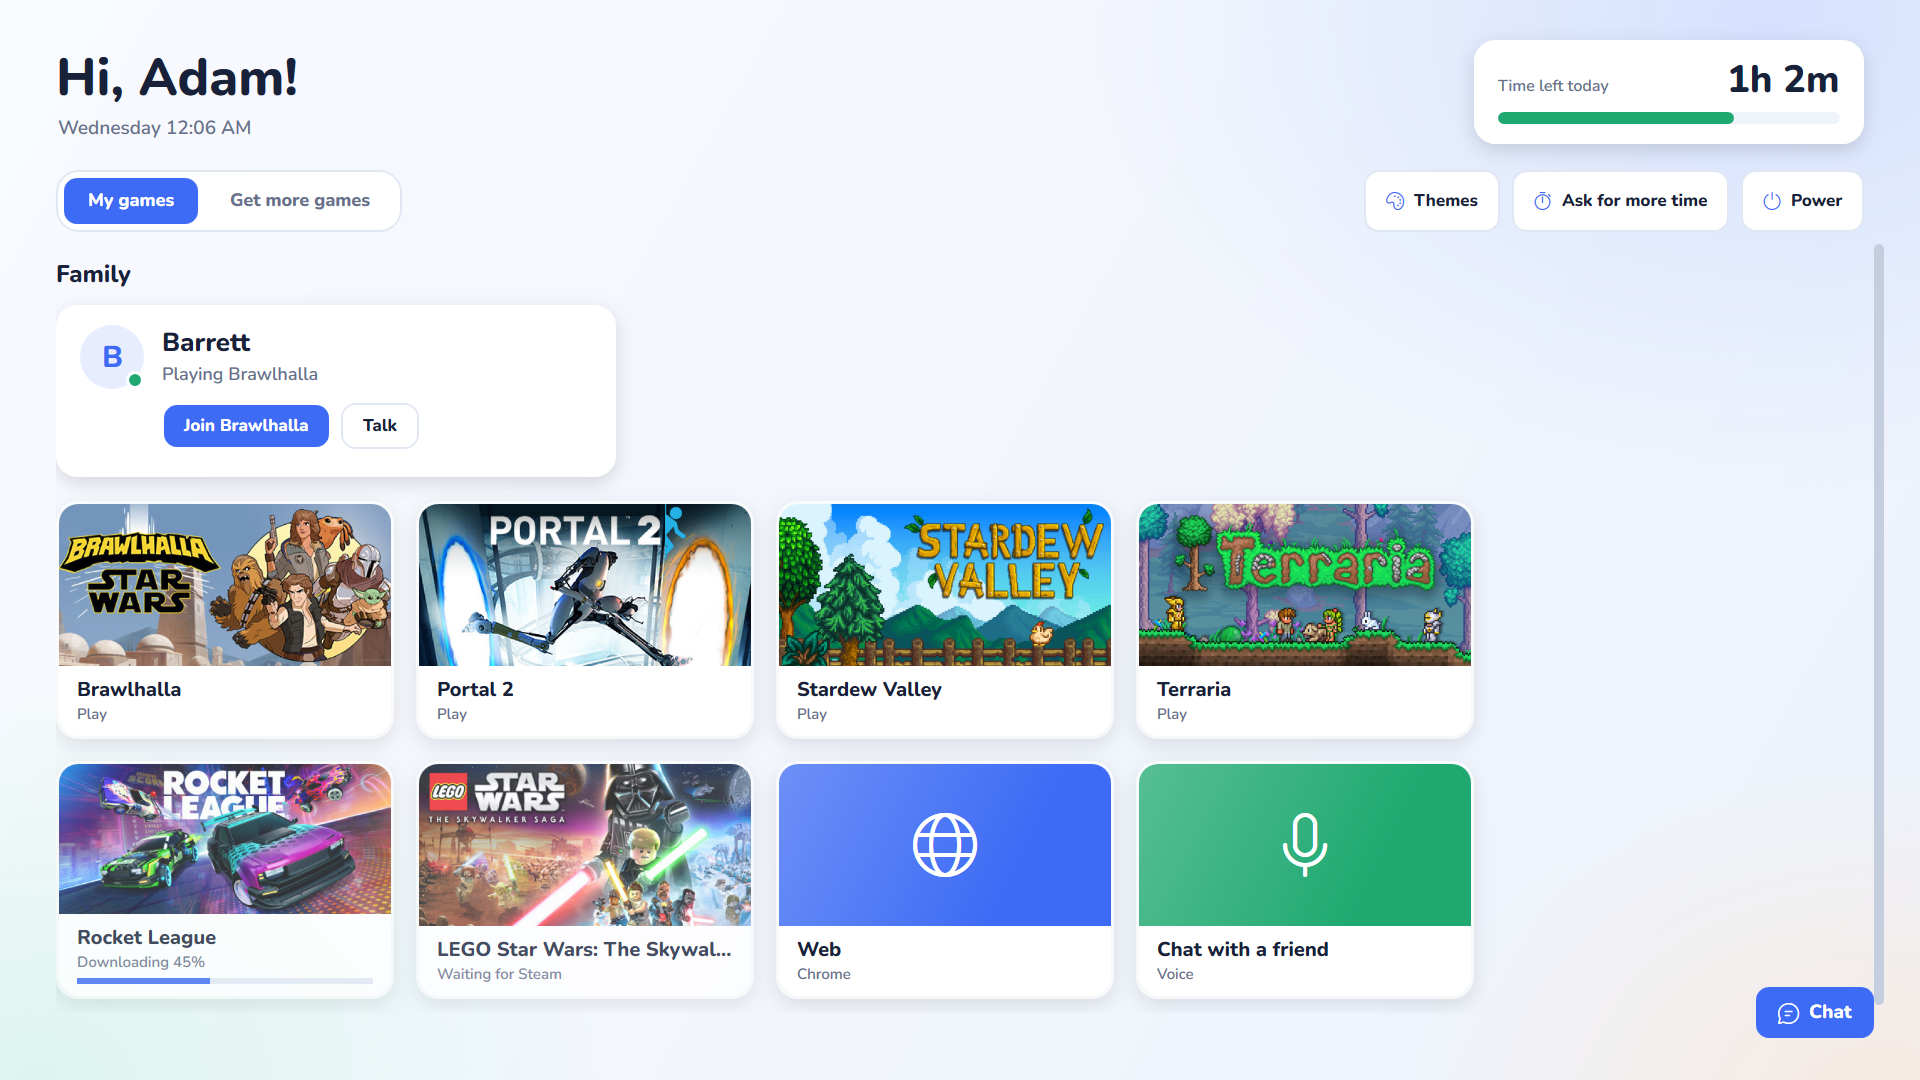 Hi, Adam!
Wednesday 12:06 AM
Time left today
1h 2m
My games
Get more games
Themes
Ask for more time
Power
Family
B
Barrett
Playing Brawlhalla
Join Brawlhalla
Talk
BRAWLHALLA
STAR
WARS
PORTAL 2
STARDEW
VALLEY
Terraria
Brawlhalla
Play
Portal 2
Play
Stardew Valley
Play
Terraria
Play
ROCKET
LEAGUE
LEGO STAR
WARS
THE SKYWALKER SAGA
Rocket League
Downloading 45%
LEGO Star Wars: The Skywal...
Waiting for Steam
Web
Chrome
Chat with a friend
Voice
Chat